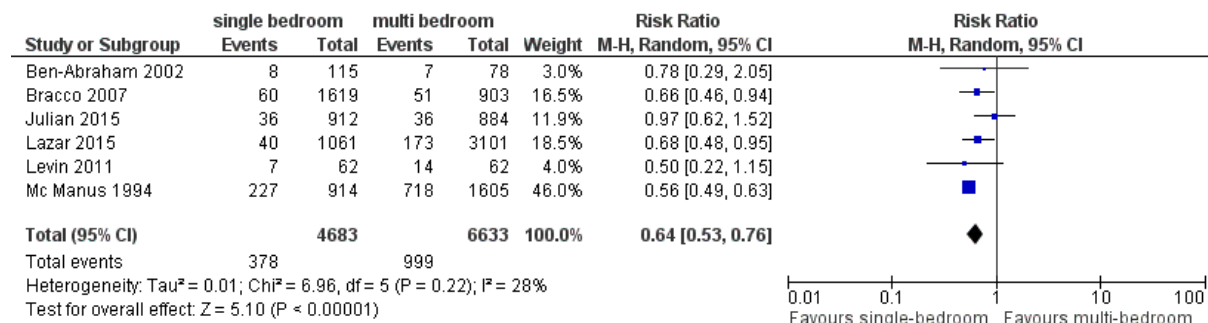 single bedroom multi bedroom Risk Ratio Risk Ratio
Study or Subgroup Events Total Events Total Weight M-H, Random, 95% CI M-H, Random, 95% CI
Ben-Abraham 2002 8 115 7 78 3.0% 0.78 [0.29, 2.05]
Bracco 2007 60 1619 51 903 16.5% 0.66 [0.46, 0.94]
Julian 2015 36 912 36 884 11.9% 0.97 [0.62, 1.52]
Lazar 2015 40 1061 173 3101 18.5% 0.68 [0.48, 0.95]
Levin 2011 7 62 14 62 4.0% 0.50 [0.22, 1.15]
Mc Manus 1994 227 914 718 1605 46.0% 0.56 [0.49, 0.63]
Total (95% CI) 4683 6633 100.0% 0.64 [0.53, 0.76]
Total events 378 999
Heterogeneity: Tau² = 0.01; Chi² = 6.96, df = 5 (P = 0.22); I² = 28%
Test for overall effect: Z = 5.10 (P < 0.00001)
0.01 0.1 1 10 100
Favours single-bedroom Favours multi-bedroom